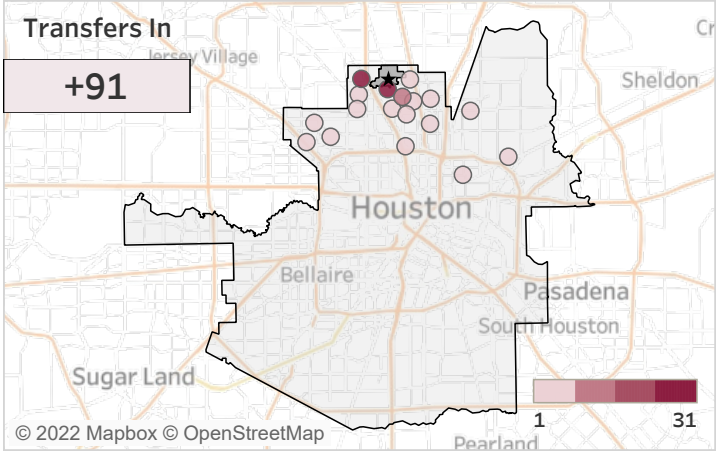 Transfers In
+91
Jersey Village
Cr
Sheldon
Houston
Bellaire
Pasadena
South Houston
Sugar Land
1
31
© 2022 Mapbox © OpenStreetMap
Pearland